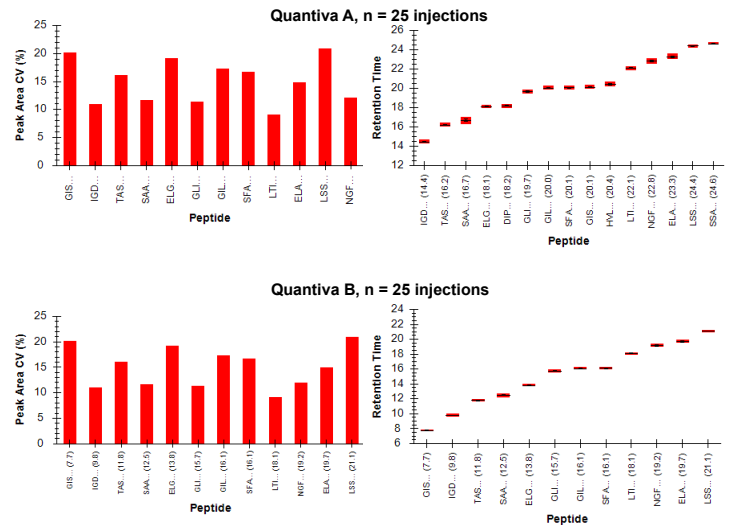 Quantiva A, n = 25 injections
Peak Area CV (%)
25
20
15
10
5
0
GIS...
IGD...
TAS...
SAA...
ELG...
GLI...
GIL...
SFA...
LTI...
ELA...
LSS...
NGF...
Peptide
Retention Time
26
24
22
20
18
16
14
12
IGD... (14.4)
TAS... (16.2)
SAA... (16.7)
ELG... (18.1)
DIP... (18.2)
GLI... (19.7)
GIL... (20.0)
SFA... (20.1)
GIS... (20.1)
HVL... (20.4)
LTI... (22.1)
NGF... (22.8)
ELA... (23.3)
LSS... (24.4)
SSA... (24.6)
Peptide
Quantiva B, n = 25 injections
Peak Area CV (%)
25
20
15
10
5
0
GIS... (7.7)
IGD... (9.8)
TAS... (11.8)
SAA... (12.5)
ELG... (13.8)
GLI... (15.7)
GIL... (16.1)
SFA... (16.1)
LTI... (18.1)
NGF... (19.2)
ELA... (19.7)
LSS... (21.1)
Peptide
Retention Time
24
22
20
18
16
14
12
10
8
6
GIS... (7.7)
IGD... (9.8)
TAS... (11.8)
SAA... (12.5)
ELG... (13.8)
GLI... (15.7)
GIL... (16.1)
SFA... (16.1)
LTI... (18.1)
NGF... (19.2)
ELA... (19.7)
LSS... (21.1)
Peptide